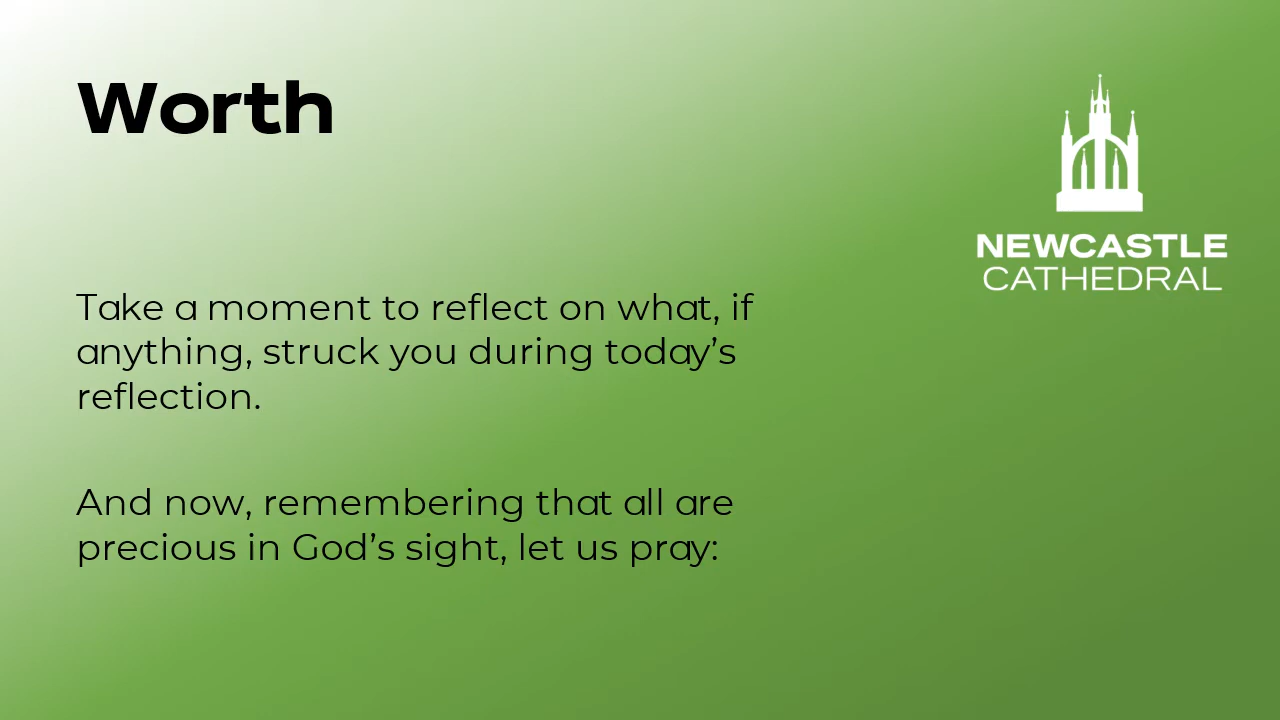 Worth
NEWCASTLE
CATHEDRAL
Take a moment to reflect on what, if
anything, struck you during today’s
reflection.
And now, remembering that all are
precious in God’s sight, let us pray: